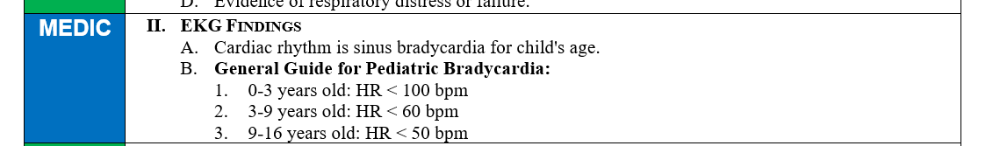 D. Evidence of respiratory distress or failure.
MEDIC
II. EKG FINDINGS
A. Cardiac rhythm is sinus bradycardia for child's age.
B. General Guide for Pediatric Bradycardia:
1. 0-3 years old: HR < 100 bpm
2. 3-9 years old: HR < 60 bpm
3. 9-16 years old: HR < 50 bpm